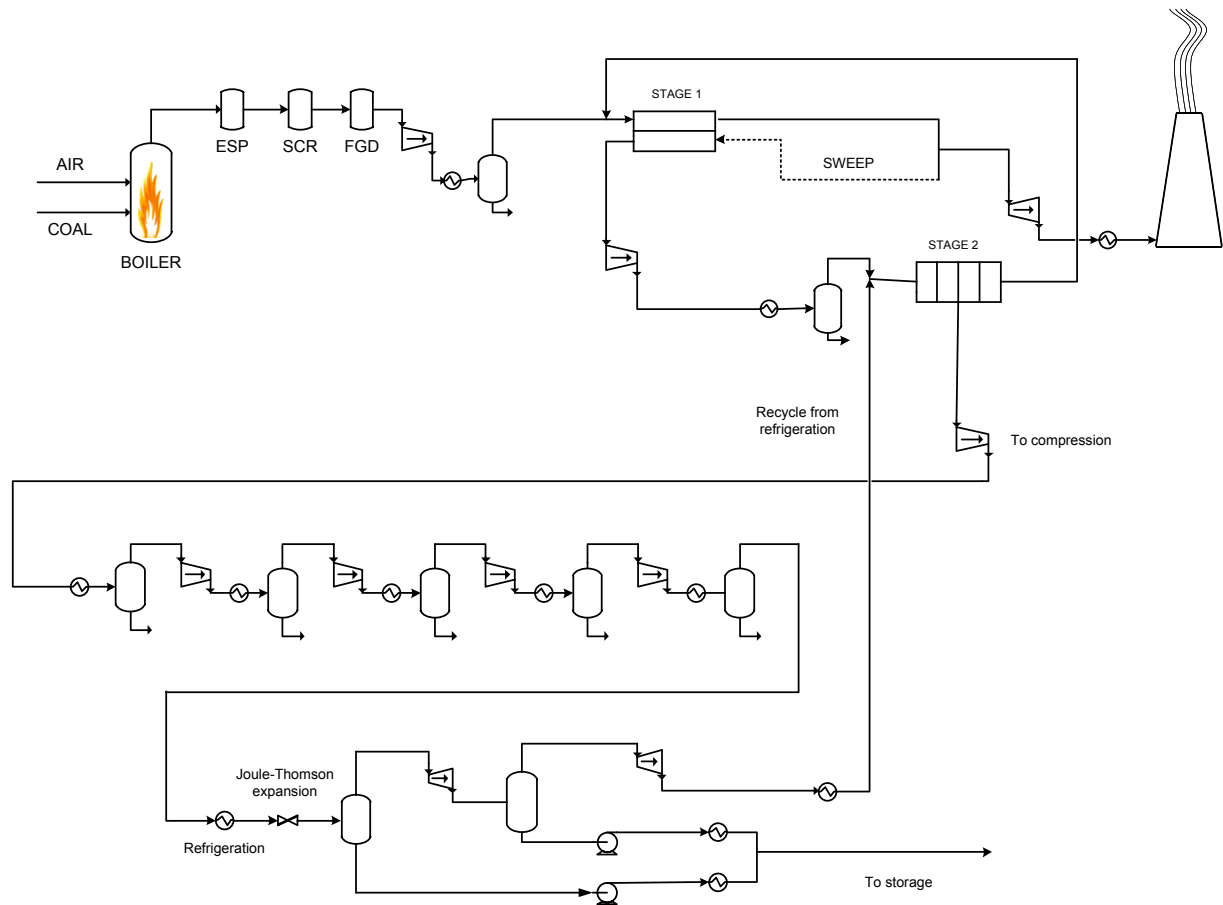 STAGE 1
ESP
SCR
FGD
AIR
SWEEP
COAL
STAGE 2
BOILER
Recycle from
refrigeration
To compression
Joule-Thomson
expansion
Refrigeration
To storage